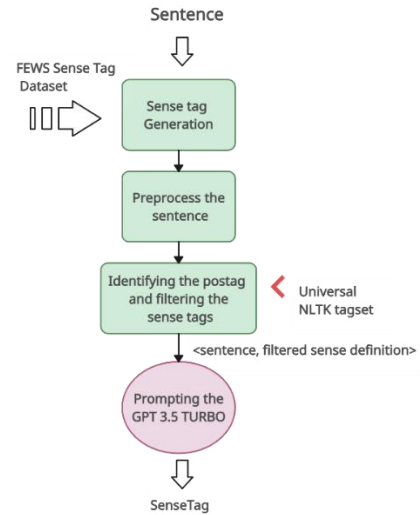 Sentence
FEWS Sense Tag
Dataset
Sense tag
Generation
Preprocess the
sentence
Identifying the postag
and filtering the
sense tags
Universal
NLTK tagset
<sentence, filtered sense definition>
Prompting the
GPT 3.5 TURBO
SenseTag